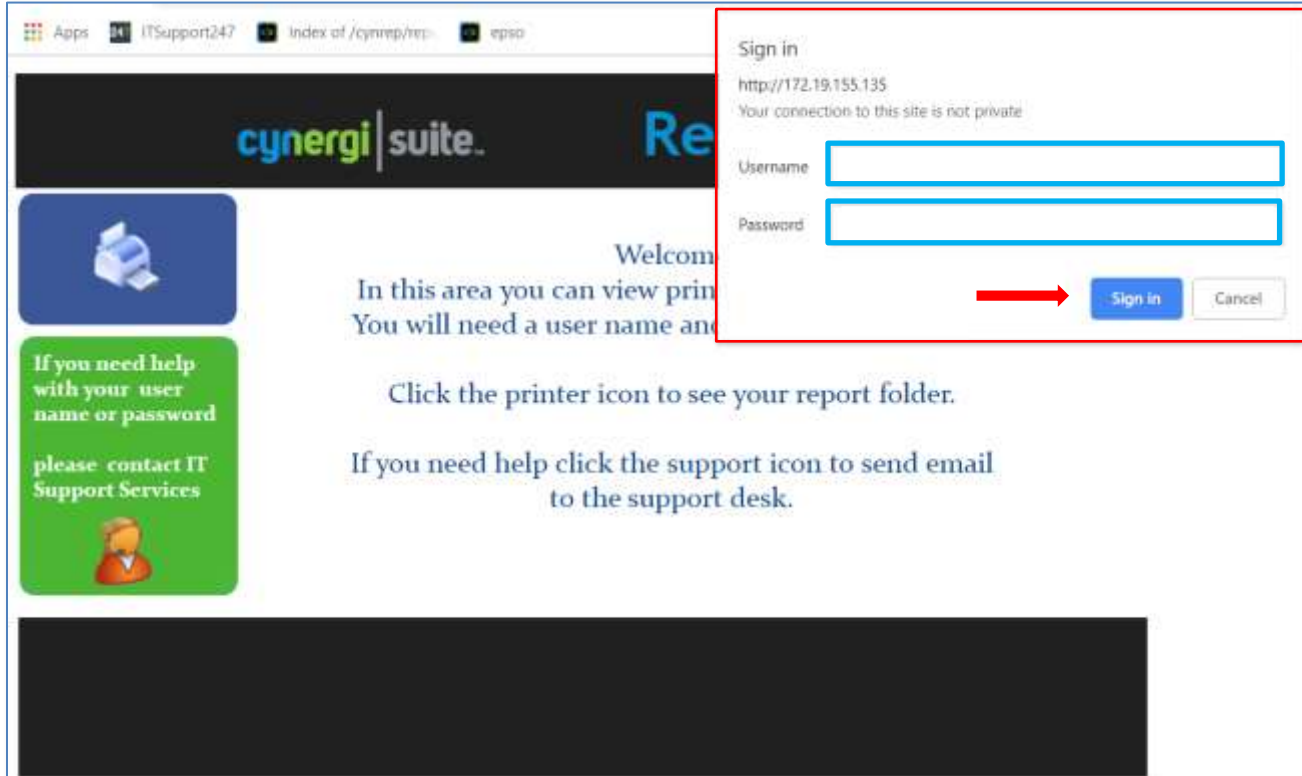 Apps ITSupport247 Index of /cynrep/rep epso
cynergi|suite Re
Sign in
http://172.19.155.135
Your connection to this site is not private
Username
Password
Sign in Cancel
Welcom
In this area you can view prin
You will need a user name and
Click the printer icon to see your report folder.
If you need help click the support icon to send email
to the support desk.
If you need help
with your user
name or password
please contact IT
Support Services